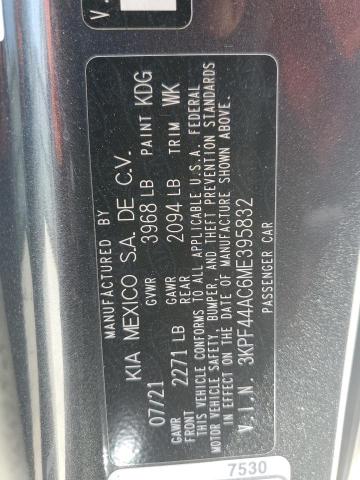 MANUFACTURED BY
KIA MEXICO S.A. DE C.V.
07/21 GVWR 3968 LB PAINT KDG
GAWR FRONT 2271 LB GAWR REAR 2094 LB TRIM WK
THIS VEHICLE CONFORMS TO ALL APPLICABLE U.S.A. FEDERAL
MOTOR VEHICLE SAFETY, BUMPER, AND THEFT PREVENTION STANDARDS
IN EFFECT ON THE DATE OF MANUFACTURE SHOWN ABOVE.
V.I.N. 3KPF44AC6ME395832
PASSENGER CAR
7530
V.